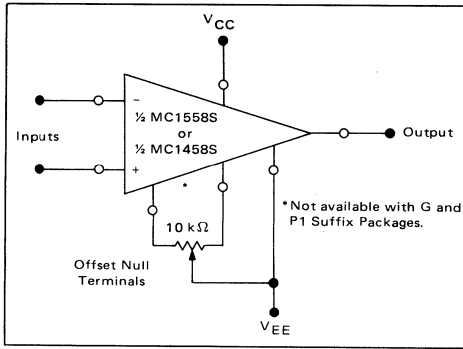 VCC
−
½ MC1558S
or
½ MC1458S
+
*
Inputs
Output
10 kΩ
*Not available with G and
P1 Suffix Packages.
Offset Null
Terminals
VEE